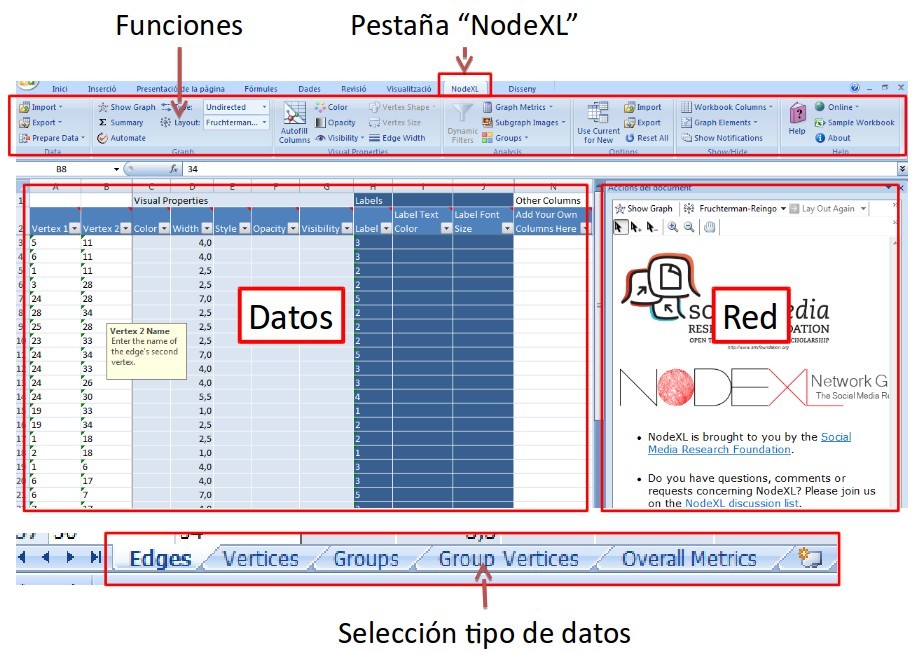 Funciones Pestaña “NodeXL”
Inici Inserció Presentació de la pàgina Fórmules Dades Revisió Visualització NodeXL Disseny
Import Show Graph Type: Undirected Color Vertex Shape Graph Metrics Import Workbook Columns Online
Export Summary Layout: Fruchterman... Opacity Vertex Size Subgraph Images Export Graph Elements Sample Workbook
Prepare Data Automate Autofill Columns Visibility Edge Width Dynamic Filters Groups Use Current for New Reset All Show Notifications Help About
Data Graph Visual Properties Analysis Options Show/Hide Help
B8 fx 34
A B C D E F G H I J N Accions del document
1 Visual Properties Labels Other Columns
2 Vertex 1 Vertex 2 Color Width Style Opacity Visibility Label Label Text Color Label Font Size Add Your Own Columns Here
3 5 11 4,0 3
4 6 11 4,0 3
5 1 11 2,5 2
6 3 28 2,5 2
7 24 28 7,0 5
8 28 34 2,5 2
9 25 28 2,5 2
10 23 33 2,5 2
11 24 34 7,0 5
12 24 33 4,0 3
13 24 26 4,0 3
14 24 30 5,5 4
15 19 33 1,0 1
16 19 34 2,5 2
17 1 18 2,5 2
18 2 18 1,0 1
19 1 6 4,0 3
20 6 17 4,0 3
21 6 7 7,0 5
Vertex 2 Name
Enter the name of
the edge's second
vertex.
Datos
Show Graph Fruchterman-Reingo Lay Out Again
Red
NODEXL Network G
The Social Media Re
• NodeXL is brought to you by the Social
Media Research Foundation.
• Do you have questions, comments or
requests concerning NodeXL? Please join us
on the NodeXL discussion list.
Edges Vertices Groups Group Vertices Overall Metrics
Selección tipo de datos